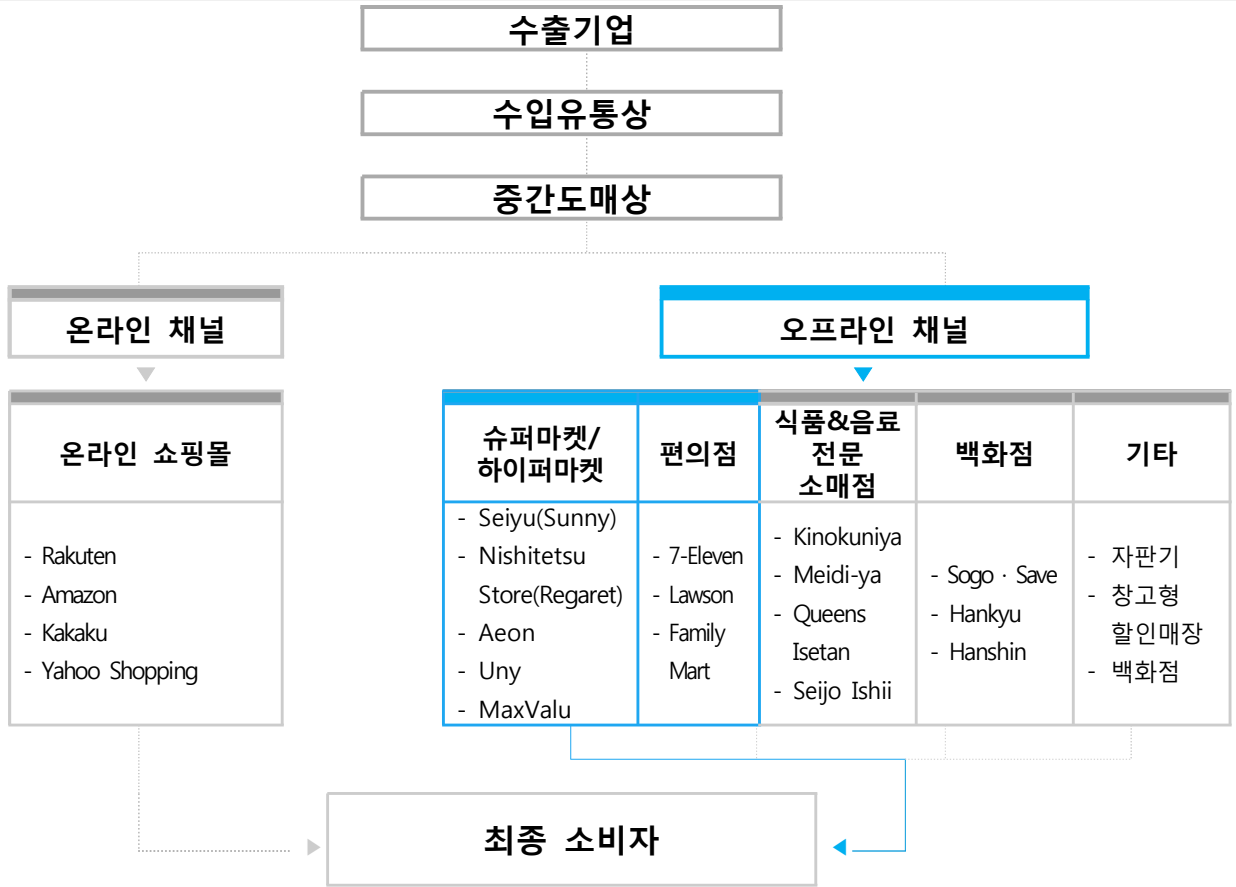 수출기업
수입유통상
중간도매상
온라인 채널
오프라인 채널
온라인 쇼핑몰
- Rakuten
- Amazon
- Kakaku
- Yahoo Shopping
슈퍼마켓/
하이퍼마켓
- Seiyu(Sunny)
- Nishitetsu
Store(Regaret)
- Aeon
- Uny
- MaxValu
편의점
- 7-Eleven
- Lawson
- Family
Mart
식품&음료
전문
소매점
- Kinokuniya
- Meidi-ya
- Queens
Isetan
- Seijo Ishii
백화점
- Sogo · Save
- Hankyu
- Hanshin
기타
- 자판기
- 창고형
할인매장
- 백화점
최종 소비자